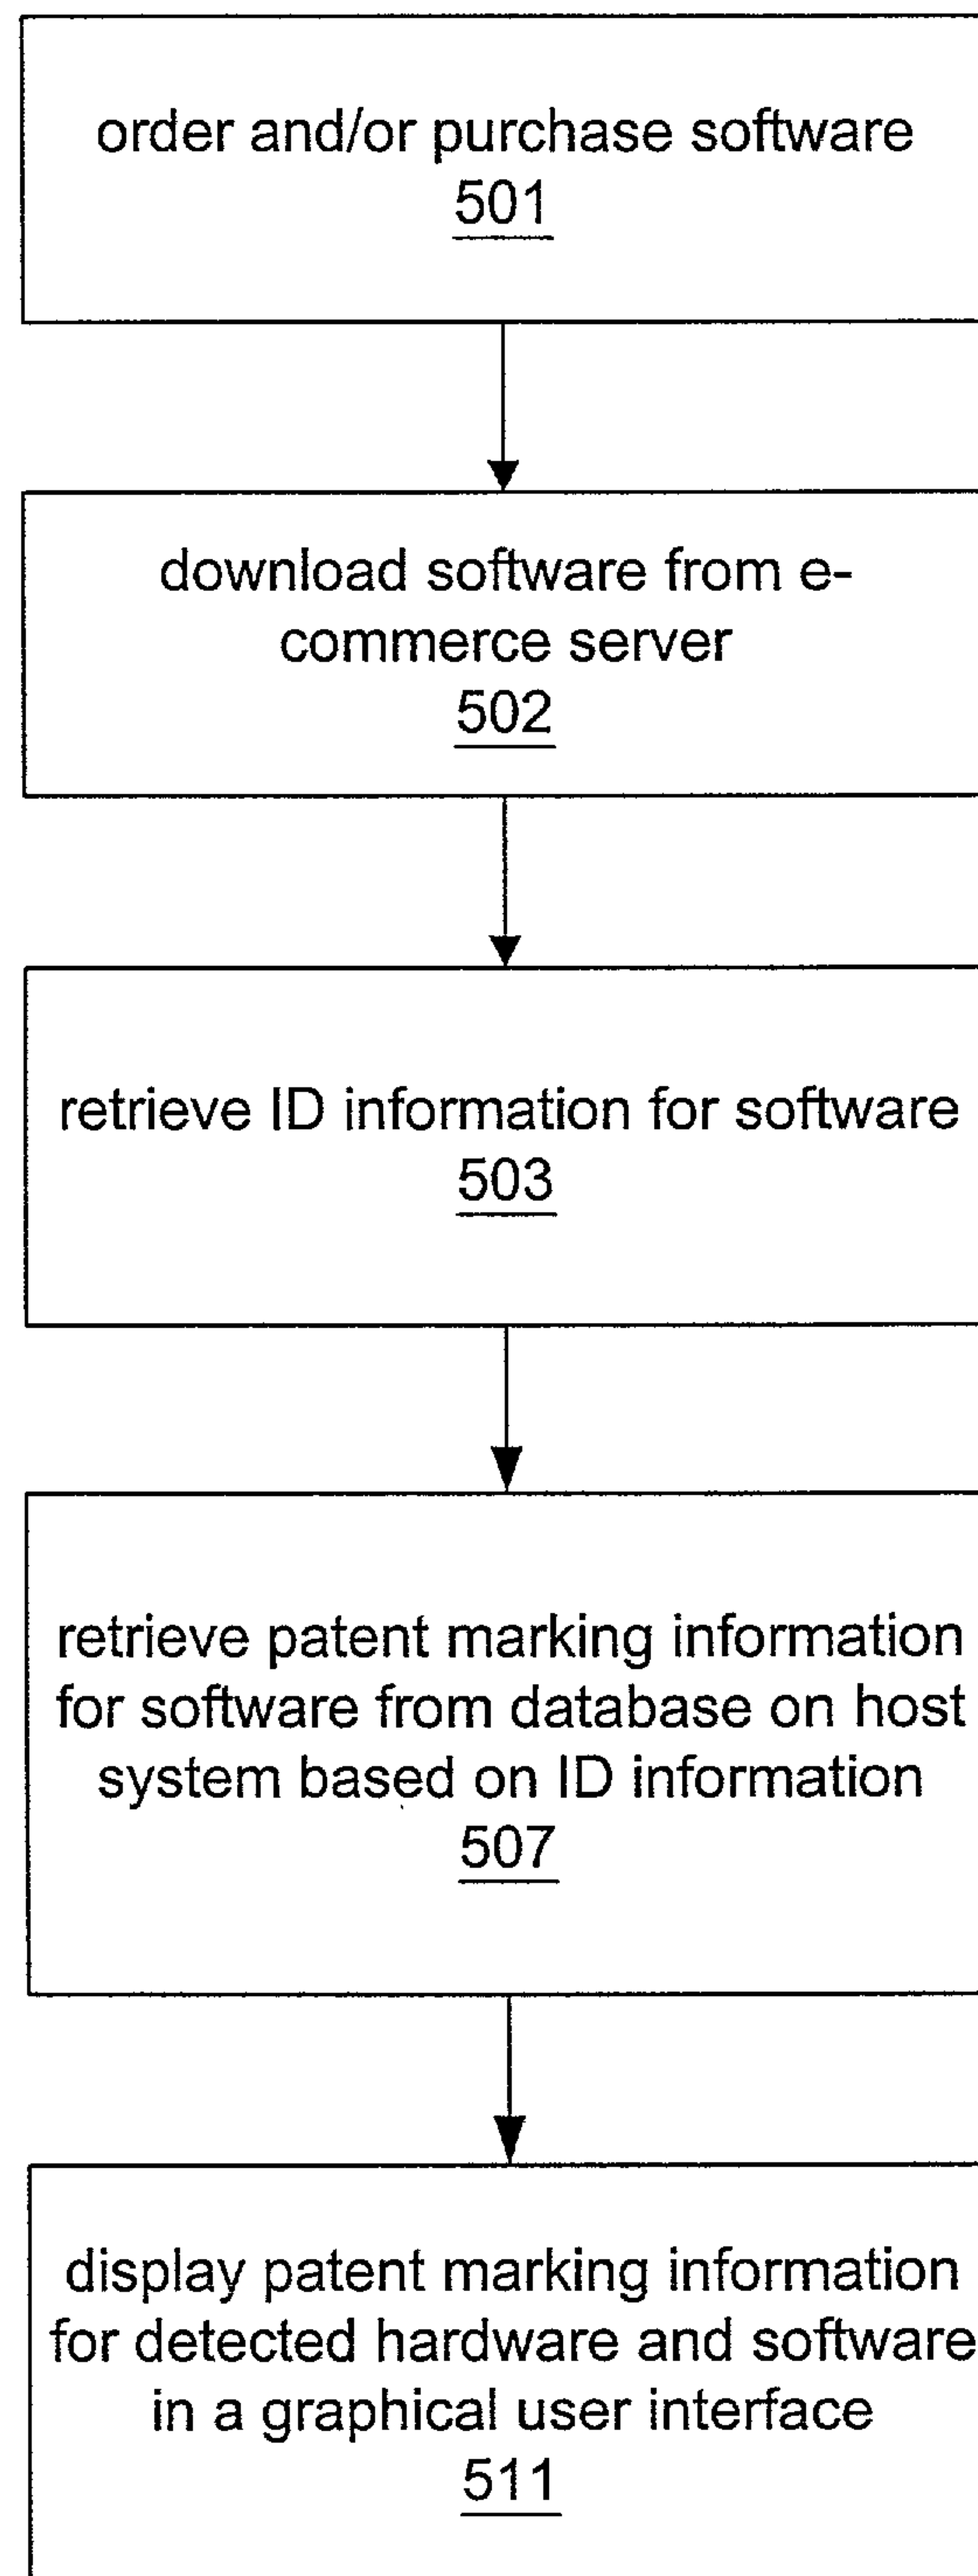 order and/or purchase software
501
download software from e-
commerce server
502
retrieve ID information for software
503
retrieve patent marking information
for software from database on host
system based on ID information
507
display patent marking information
for detected hardware and software
in a graphical user interface
511